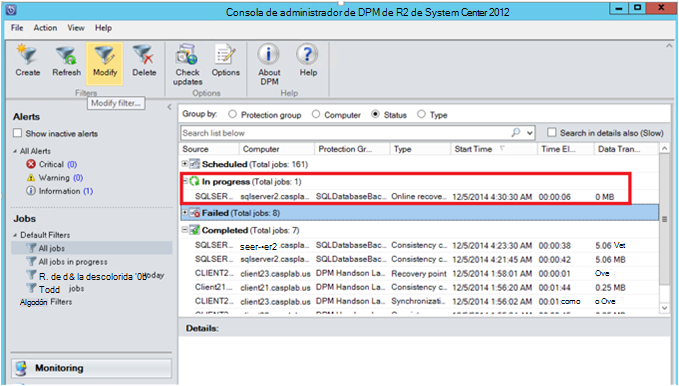 Consola de administrador de DPM de R2 de System Center 2012
File Action View Help
Create Refresh Modify Delete Check updates Options About DPM Help
Filters Options Help
Modify filter...
Alerts
Show inactive alerts
All Alerts
Critical (0)
Warning (0)
Information (1)
Jobs
Default Filters
All jobs
All jobs in progress
R. de d& la descolorida '05 today
Todd jobs
Algodón Filters
Monitoring
Group by: Protection group Computer Status Type
Search list below Search in details also (Slow)
Source Computer Protection Gr... Type Start Time Time El... Data Tran...
Scheduled (Total jobs: 161)
In progress (Total jobs: 1)
SQLSER... sqlserver2.caspla... SQLDatabaseBac... Online recove... 12/5/2014 4:30:30 AM 00:00:06 0 MB
Failed (Total jobs: 8)
Completed (Total jobs: 7)
SQLSER... seer-er2.caspla... SQLDatabaseBac... Consistency c... 12/5/2014 4:23:30 AM 00:00:38 5.06 Vet
SQLSER... sqlserver2.caspla... SQLDatabaseBac... Consistency c... 12/5/2014 4:21:45 AM 00:00:42 5.06 MB
CLIENT2... client23.casplab.us DPM Handson La... Recovery point 12/5/2014 1:58:01 AM 00:00:01 Ove
Client21... client21.casplab.us DPM Handson La... Consistency c... 12/5/2014 1:56:20 AM 00:01:44 0.25 MB
CLIENT2... client22.casplab.us DPM Handson La... Synchronizati... 12/5/2014 1:56:02 AM 00:01:como o Ove
Details: